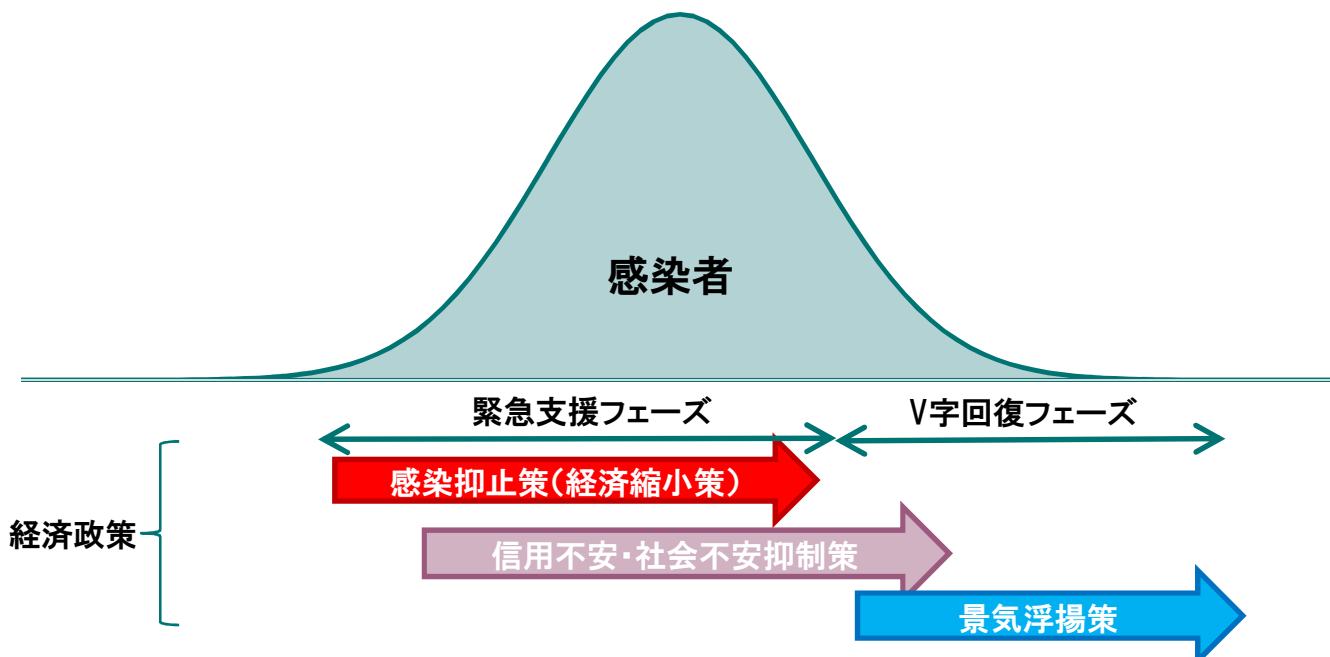 感染者
緊急支援フェーズ
V字回復フェーズ
感染抑止策(経済縮小策)
経済政策
信用不安・社会不安抑制策
景気浮揚策